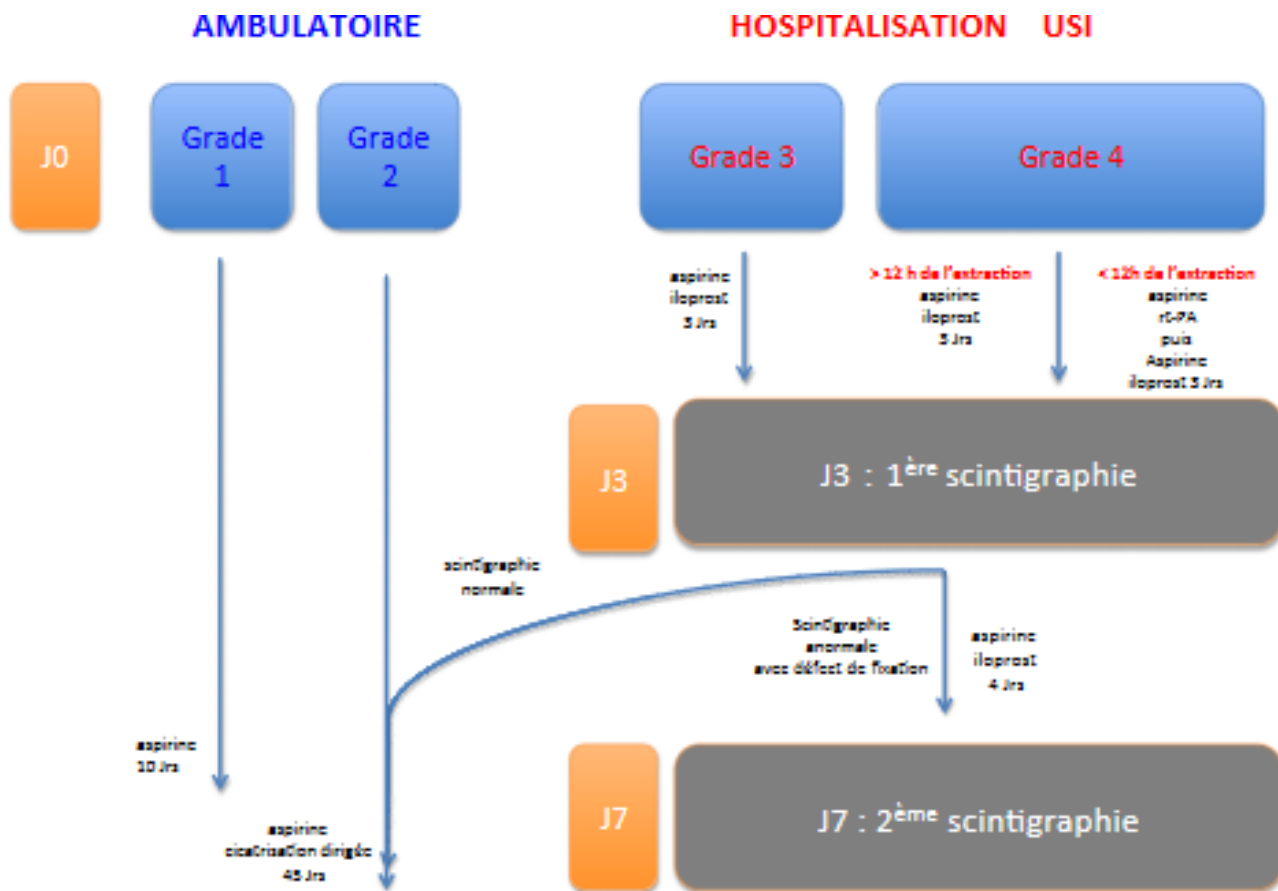 AMBULATOIRE
HOSPITALISATION USI
J0
Grade
1
Grade
2
Grade 3
Grade 4
aspirine
iloprost
3 Jrs
> 12 h de l'extraction
aspirine
iloprost
3 Jrs
< 12h de l'extraction
aspirine
rt-PA
puis
Aspirine
iloprost 3 Jrs
J3
J3 : 1ère scintigraphie
scintigraphie
normale
Scintigraphie
anormale
avec défect de fixation
aspirine
iloprost
4 Jrs
aspirine
10 Jrs
J7
J7 : 2ème scintigraphie
aspirine
cicatrisation dirigée
45 Jrs